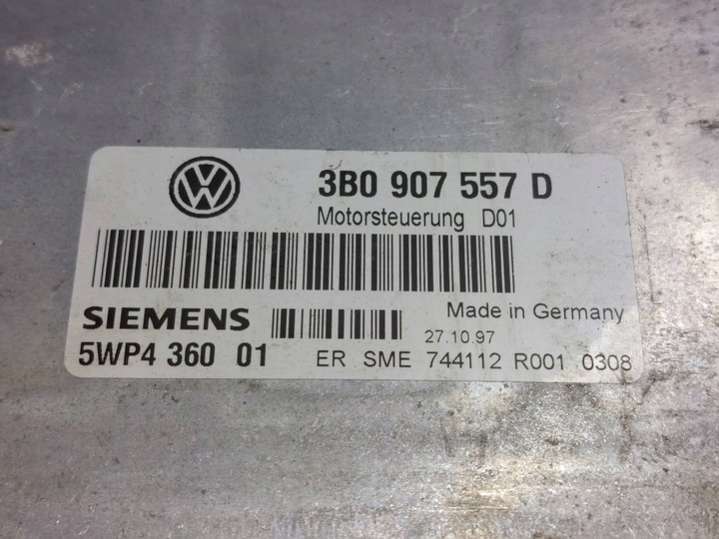 3B0 907 557 D
Motorsteuerung D01
SIEMENS
Made in Germany
27.10.97
5WP4 360 01 ER SME 744112 R001 0308